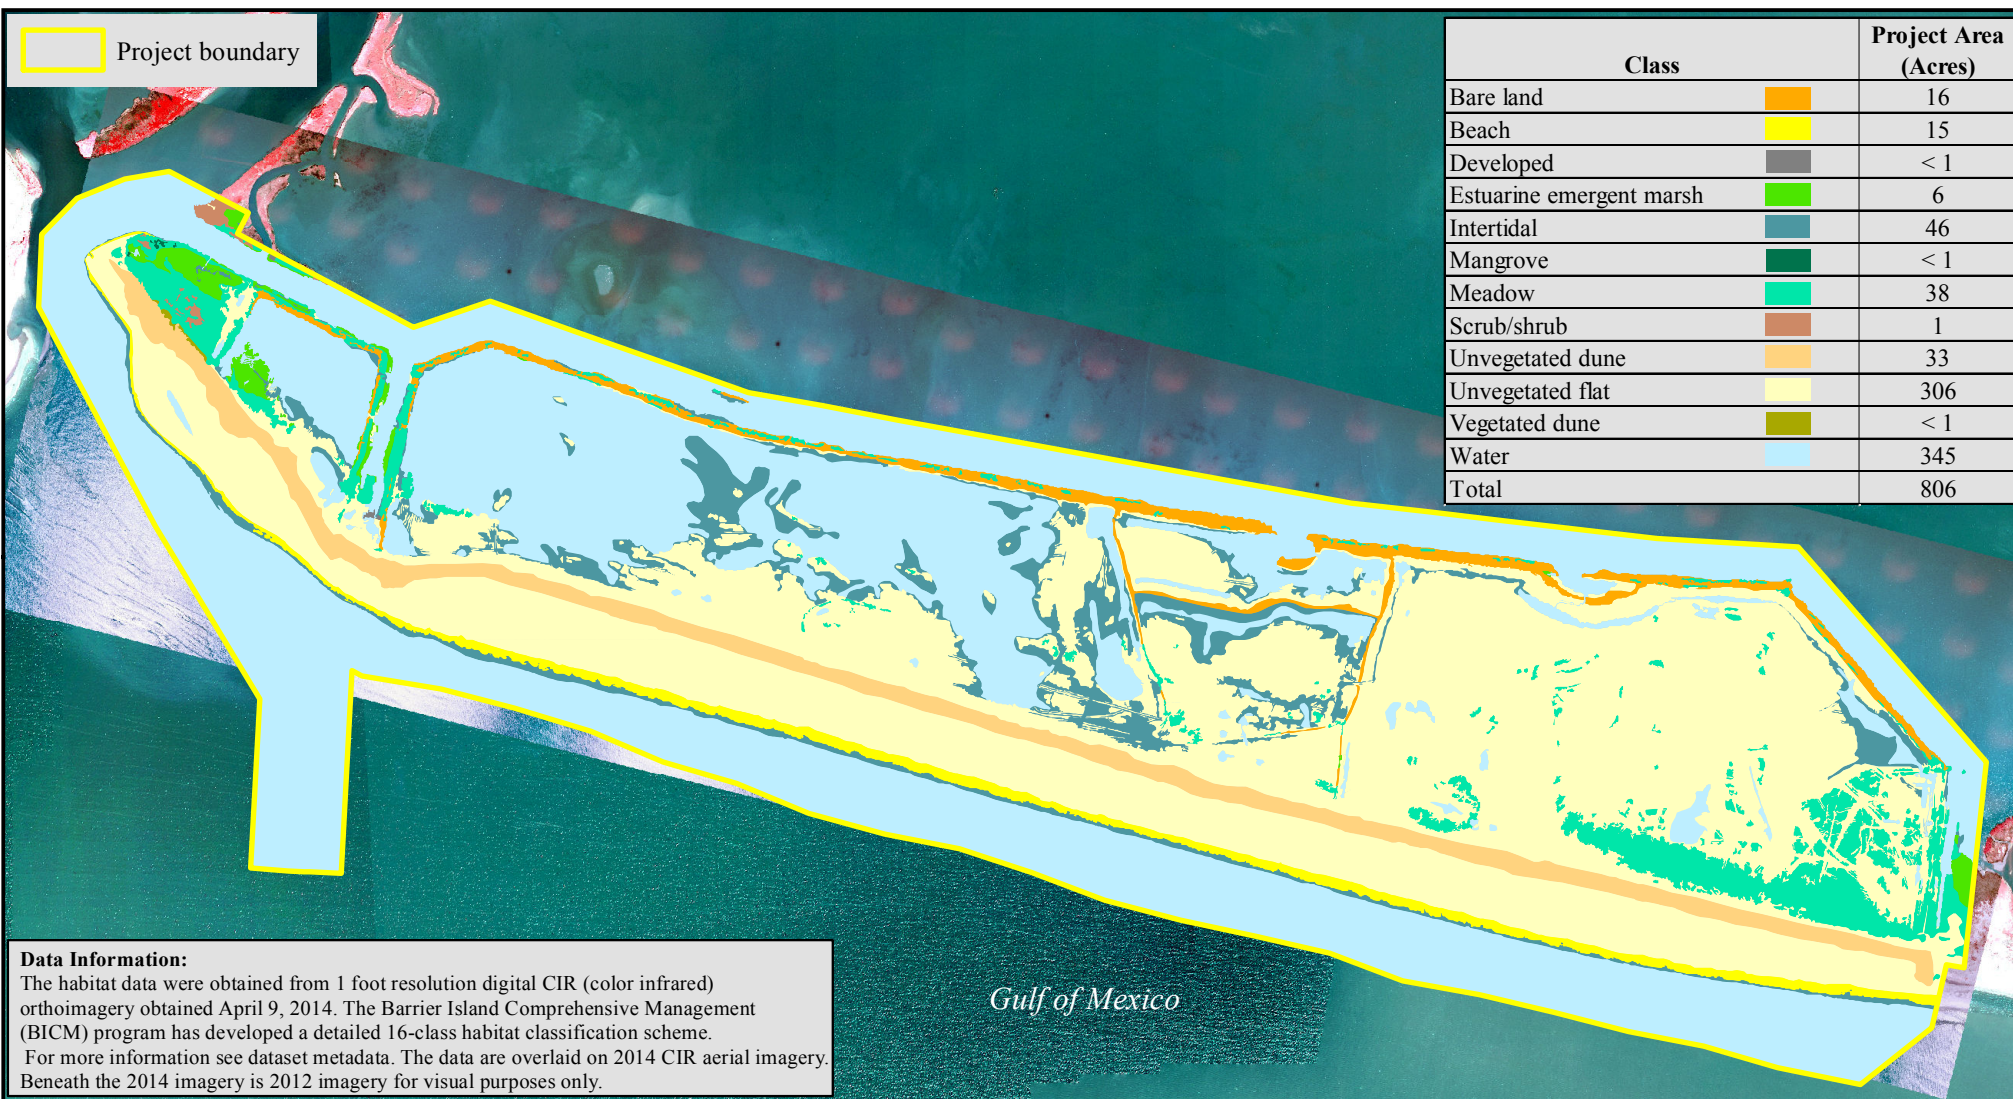 Project boundary
Class Project Area (Acres)
Bare land 16
Beach 15
Developed < 1
Estuarine emergent marsh 6
Intertidal 46
Mangrove < 1
Meadow 38
Scrub/shrub 1
Unvegetated dune 33
Unvegetated flat 306
Vegetated dune < 1
Water 345
Total 806
Data Information:
The habitat data were obtained from 1 foot resolution digital CIR (color infrared)
orthoimagery obtained April 9, 2014. The Barrier Island Comprehensive Management
(BICM) program has developed a detailed 16-class habitat classification scheme.
For more information see dataset metadata. The data are overlaid on 2014 CIR aerial imagery.
Beneath the 2014 imagery is 2012 imagery for visual purposes only.
Gulf of Mexico